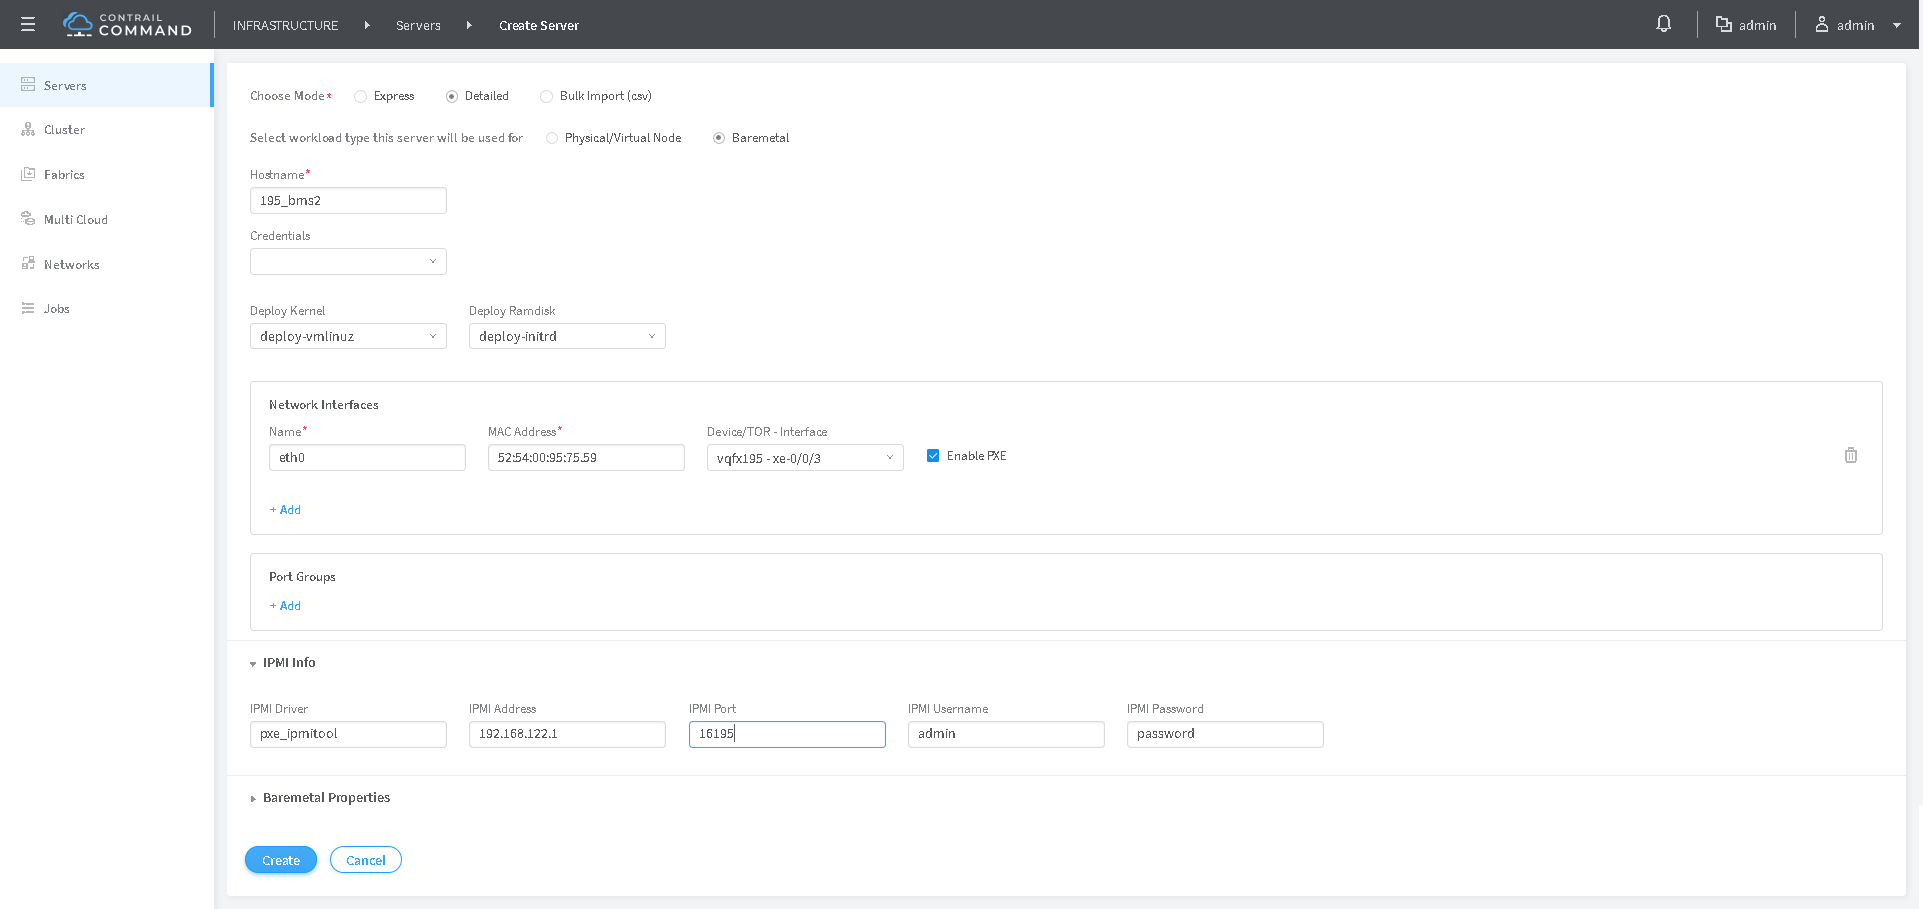 CONTRAIL
COMMAND
INFRASTRUCTURE Servers Create Server
admin admin
Servers
Cluster
Fabrics
Multi Cloud
Networks
Jobs
Choose Mode* Express Detailed Bulk Import (csv)
Select workload type this server will be used for Physical/Virtual Node Baremetal
Hostname*
195_bms2
Credentials
Deploy Kernel Deploy Ramdisk
deploy-vmlinuz deploy-initrd
Network Interfaces
Name* MAC Address* Device/TOR - Interface
eth0 52:54:00:95:75:59 vqfx195 - xe-0/0/3 Enable PXE
+ Add
Port Groups
+ Add
IPMI Info
IPMI Driver IPMI Address IPMI Port IPMI Username IPMI Password
pxe_ipmitool 192.168.122.1 16195 admin password
Baremetal Properties
Create Cancel